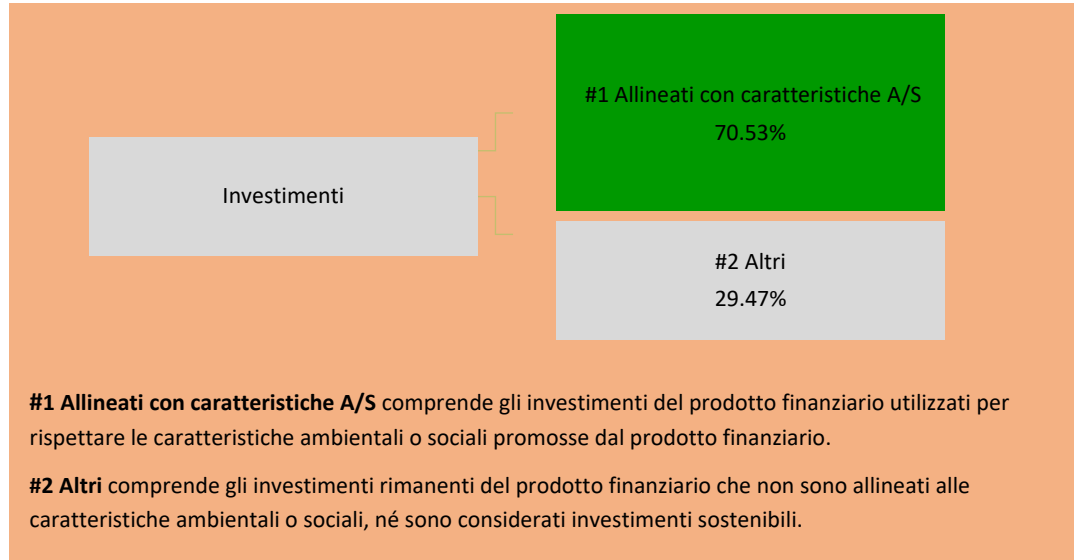 #1 Allineati con caratteristiche A/S
70.53%
Investimenti
#2 Altri
29.47%
#1 Allineati con caratteristiche A/S comprende gli investimenti del prodotto finanziario utilizzati per
rispettare le caratteristiche ambientali o sociali promosse dal prodotto finanziario.
#2 Altri comprende gli investimenti rimanenti del prodotto finanziario che non sono allineati alle
caratteristiche ambientali o sociali, né sono considerati investimenti sostenibili.